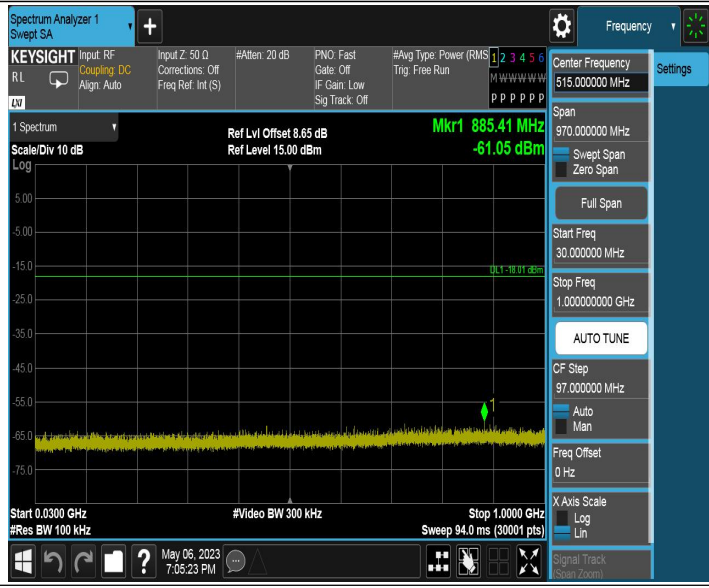 Spectrum Analyzer 1
Swept SA
Frequency
KEYSIGHT
RL
LXI
Input: RF
Coupling: DC
Align: Auto
Input Z: 50 Ω
Corrections: Off
Freq Ref: Int (S)
#Atten: 20 dB
PNO: Fast
Gate: Off
IF Gain: Low
Sig Track: Off
#Avg Type: Power (RMS
Trig: Free Run
1 2 3 4 5 6
M W W W W W
P P P P P P
Center Frequency
515.000000 MHz
Settings
Span
970.000000 MHz
Swept Span
Zero Span
Full Span
Start Freq
30.000000 MHz
Stop Freq
1.000000000 GHz
AUTO TUNE
CF Step
97.000000 MHz
Auto
Man
Freq Offset
0 Hz
X Axis Scale
Log
Lin
Signal Track
(Span Zoom)
1 Spectrum
Scale/Div 10 dB
Ref Lvl Offset 8.65 dB
Ref Level 15.00 dBm
Mkr1 885.41 MHz
-61.05 dBm
Log
5.00
-5.00
-15.0
DL1 -18.01 dBm
-25.0
-35.0
-45.0
-55.0
1
-65.0
-75.0
Start 0.0300 GHz
#Video BW 300 kHz
Stop 1.0000 GHz
#Res BW 100 kHz
Sweep 94.0 ms (30001 pts)
May 06, 2023
7:05:23 PM